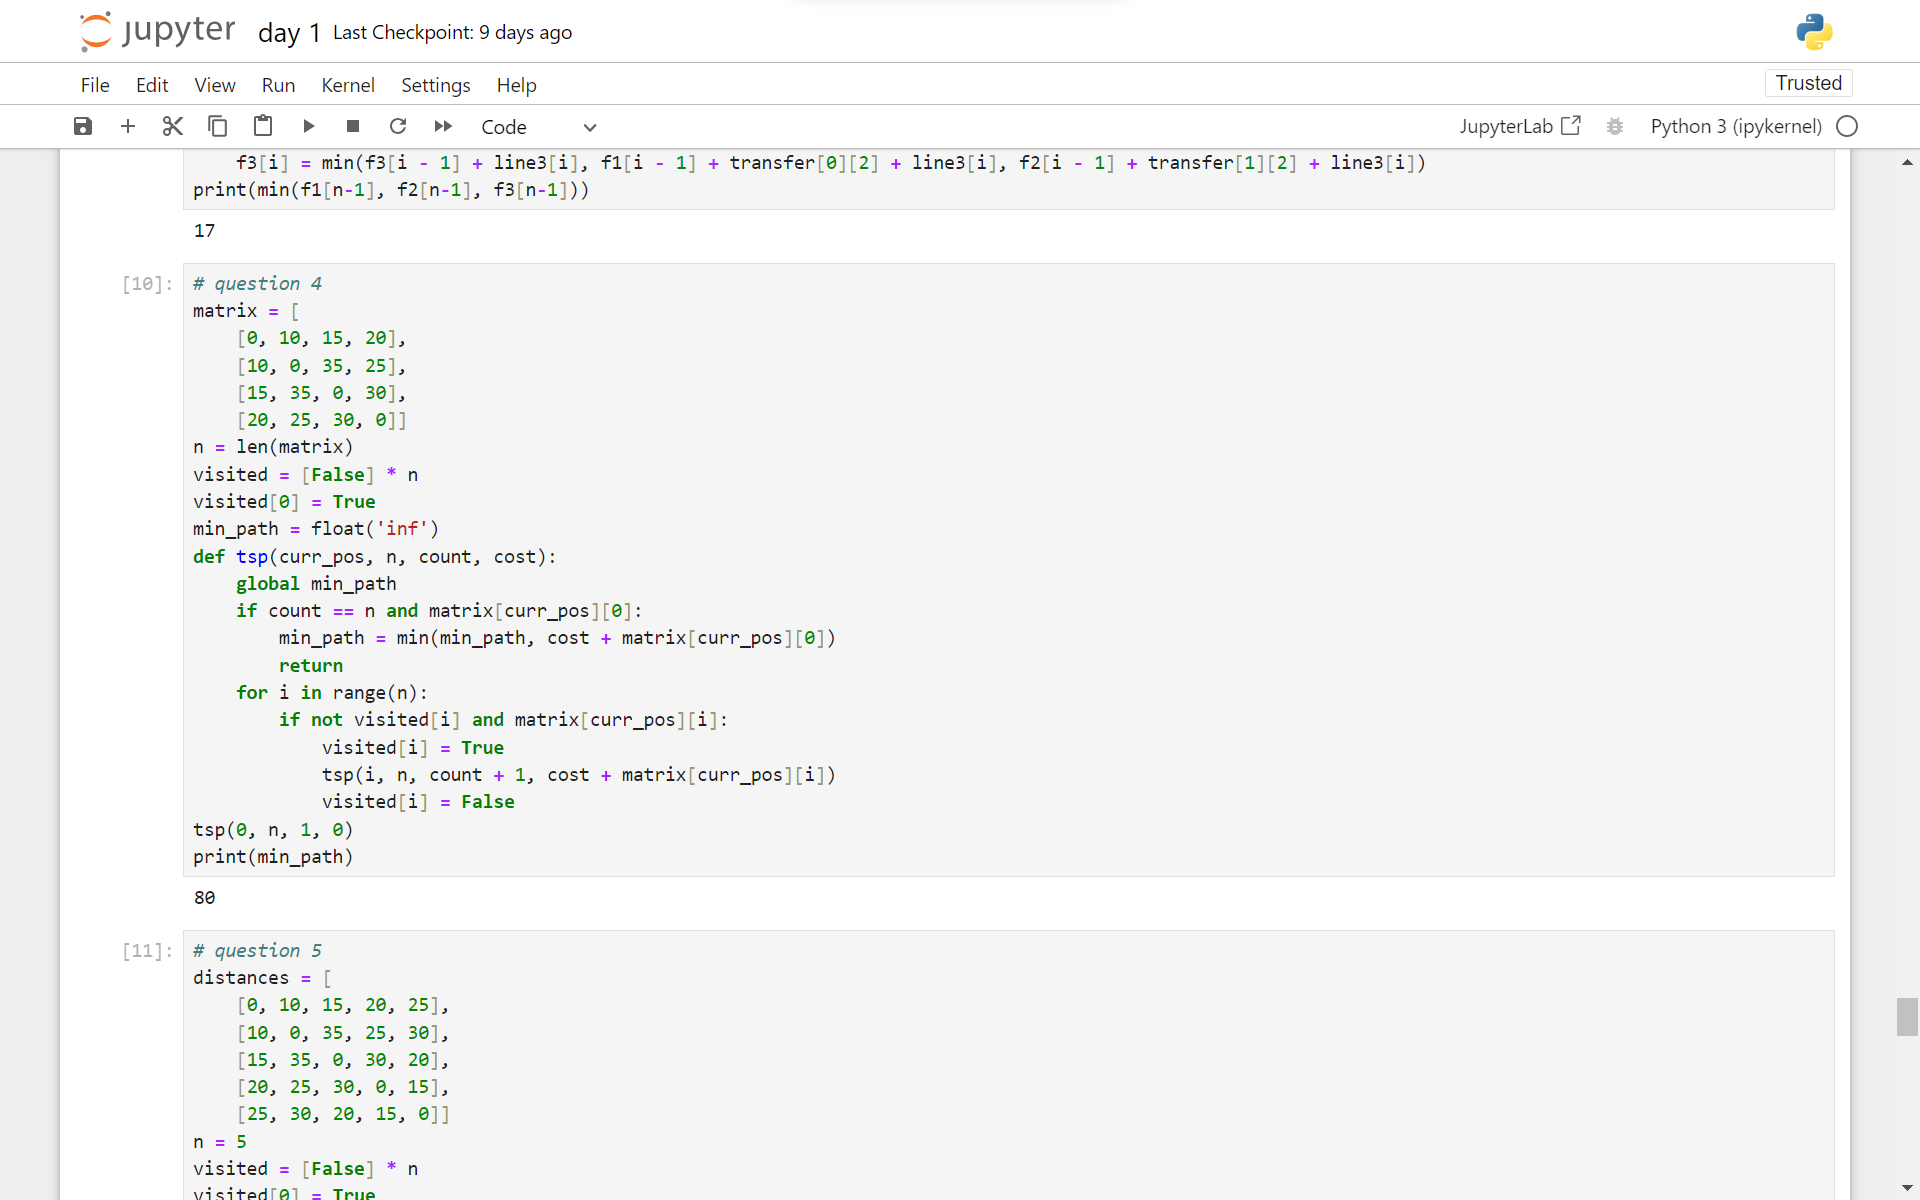 jupyter day 1 Last Checkpoint: 9 days ago
File Edit View Run Kernel Settings Help Trusted
Code JupyterLab Python 3 (ipykernel)
    f3[i] = min(f3[i - 1] + line3[i], f1[i - 1] + transfer[0][2] + line3[i], f2[i - 1] + transfer[1][2] + line3[i])
print(min(f1[n-1], f2[n-1], f3[n-1]))
17
[10]: # question 4
matrix = [
    [0, 10, 15, 20],
    [10, 0, 35, 25],
    [15, 35, 0, 30],
    [20, 25, 30, 0]]
n = len(matrix)
visited = [False] * n
visited[0] = True
min_path = float('inf')
def tsp(curr_pos, n, count, cost):
    global min_path
    if count == n and matrix[curr_pos][0]:
        min_path = min(min_path, cost + matrix[curr_pos][0])
        return
    for i in range(n):
        if not visited[i] and matrix[curr_pos][i]:
            visited[i] = True
            tsp(i, n, count + 1, cost + matrix[curr_pos][i])
            visited[i] = False
tsp(0, n, 1, 0)
print(min_path)
80
[11]: # question 5
distances = [
    [0, 10, 15, 20, 25],
    [10, 0, 35, 25, 30],
    [15, 35, 0, 30, 20],
    [20, 25, 30, 0, 15],
    [25, 30, 20, 15, 0]]
n = 5
visited = [False] * n
visited[0] = True